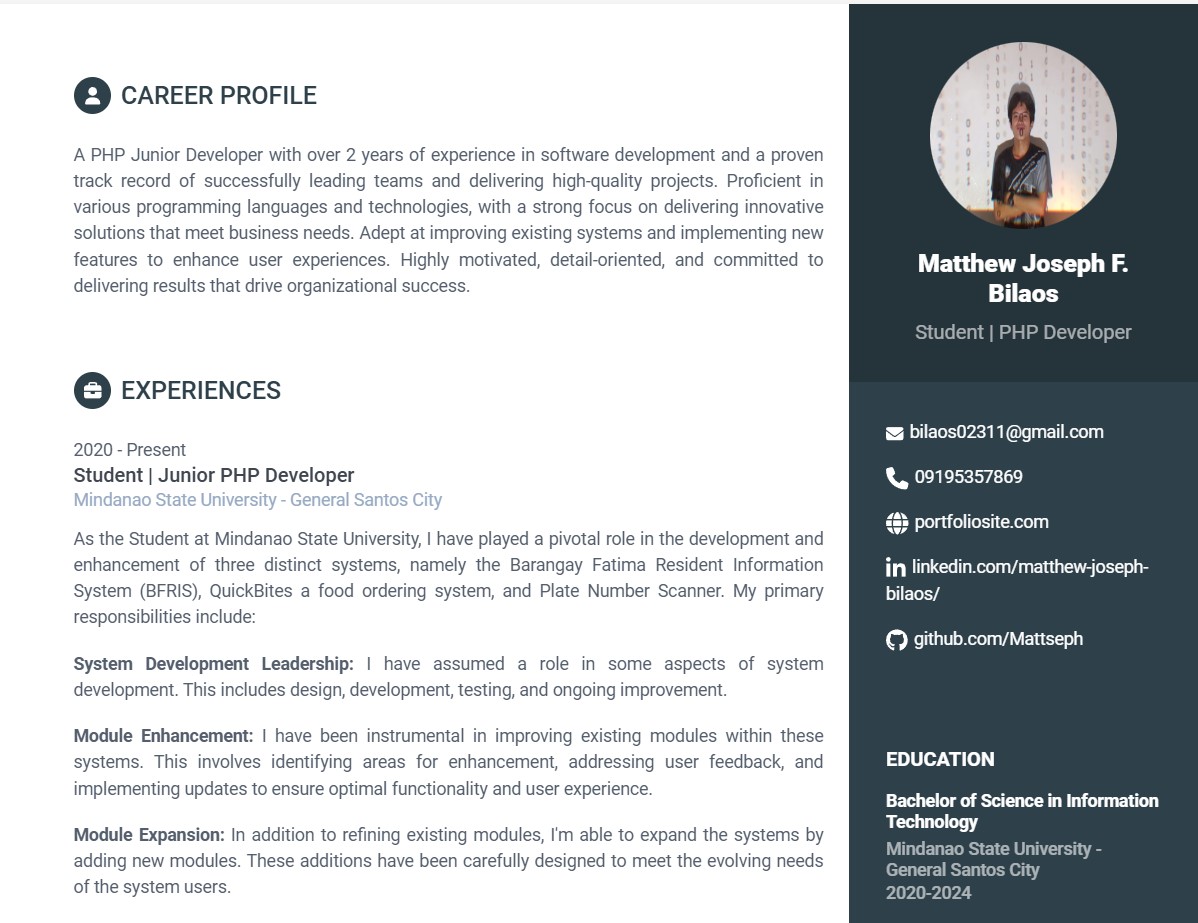 CAREER PROFILE
A PHP Junior Developer with over 2 years of experience in software development and a proven
track record of successfully leading teams and delivering high-quality projects. Proficient in
various programming languages and technologies, with a strong focus on delivering innovative
solutions that meet business needs. Adept at improving existing systems and implementing new
features to enhance user experiences. Highly motivated, detail-oriented, and committed to
delivering results that drive organizational success.
EXPERIENCES
2020 - Present
Student | Junior PHP Developer
Mindanao State University - General Santos City
As the Student at Mindanao State University, I have played a pivotal role in the development and
enhancement of three distinct systems, namely the Barangay Fatima Resident Information
System (BFRIS), QuickBites a food ordering system, and Plate Number Scanner. My primary
responsibilities include:
System Development Leadership: I have assumed a role in some aspects of system
development. This includes design, development, testing, and ongoing improvement.
Module Enhancement: I have been instrumental in improving existing modules within these
systems. This involves identifying areas for enhancement, addressing user feedback, and
implementing updates to ensure optimal functionality and user experience.
Module Expansion: In addition to refining existing modules, I'm able to expand the systems by
adding new modules. These additions have been carefully designed to meet the evolving needs
of the system users.
Matthew Joseph F.
Bilaos
Student | PHP Developer
bilaos02311@gmail.com
09195357869
portfoliosite.com
linkedin.com/matthew-joseph-
bilaos/
github.com/Mattseph
EDUCATION
Bachelor of Science in Information
Technology
Mindanao State University -
General Santos City
2020-2024